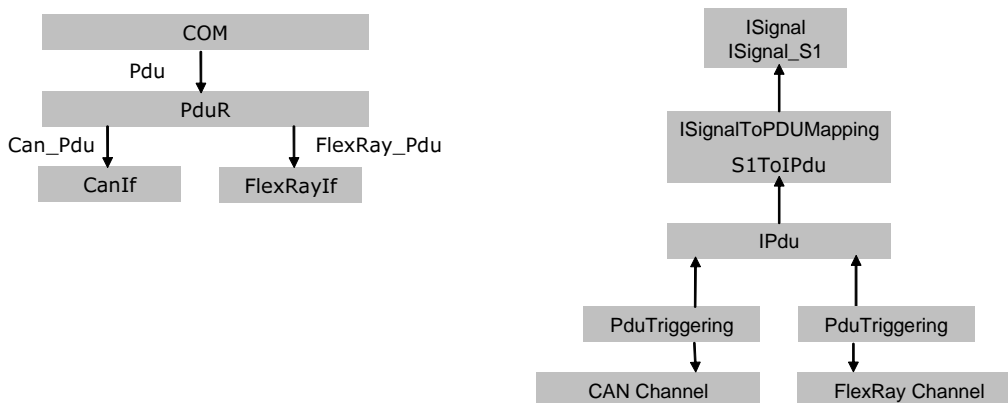 COM
Pdu
PduR
Can_Pdu
FlexRay_Pdu
CanIf
FlexRayIf
ISignal
ISignal_S1
ISignalToPDUMapping
S1ToIPdu
IPdu
PduTriggering
PduTriggering
CAN Channel
FlexRay Channel